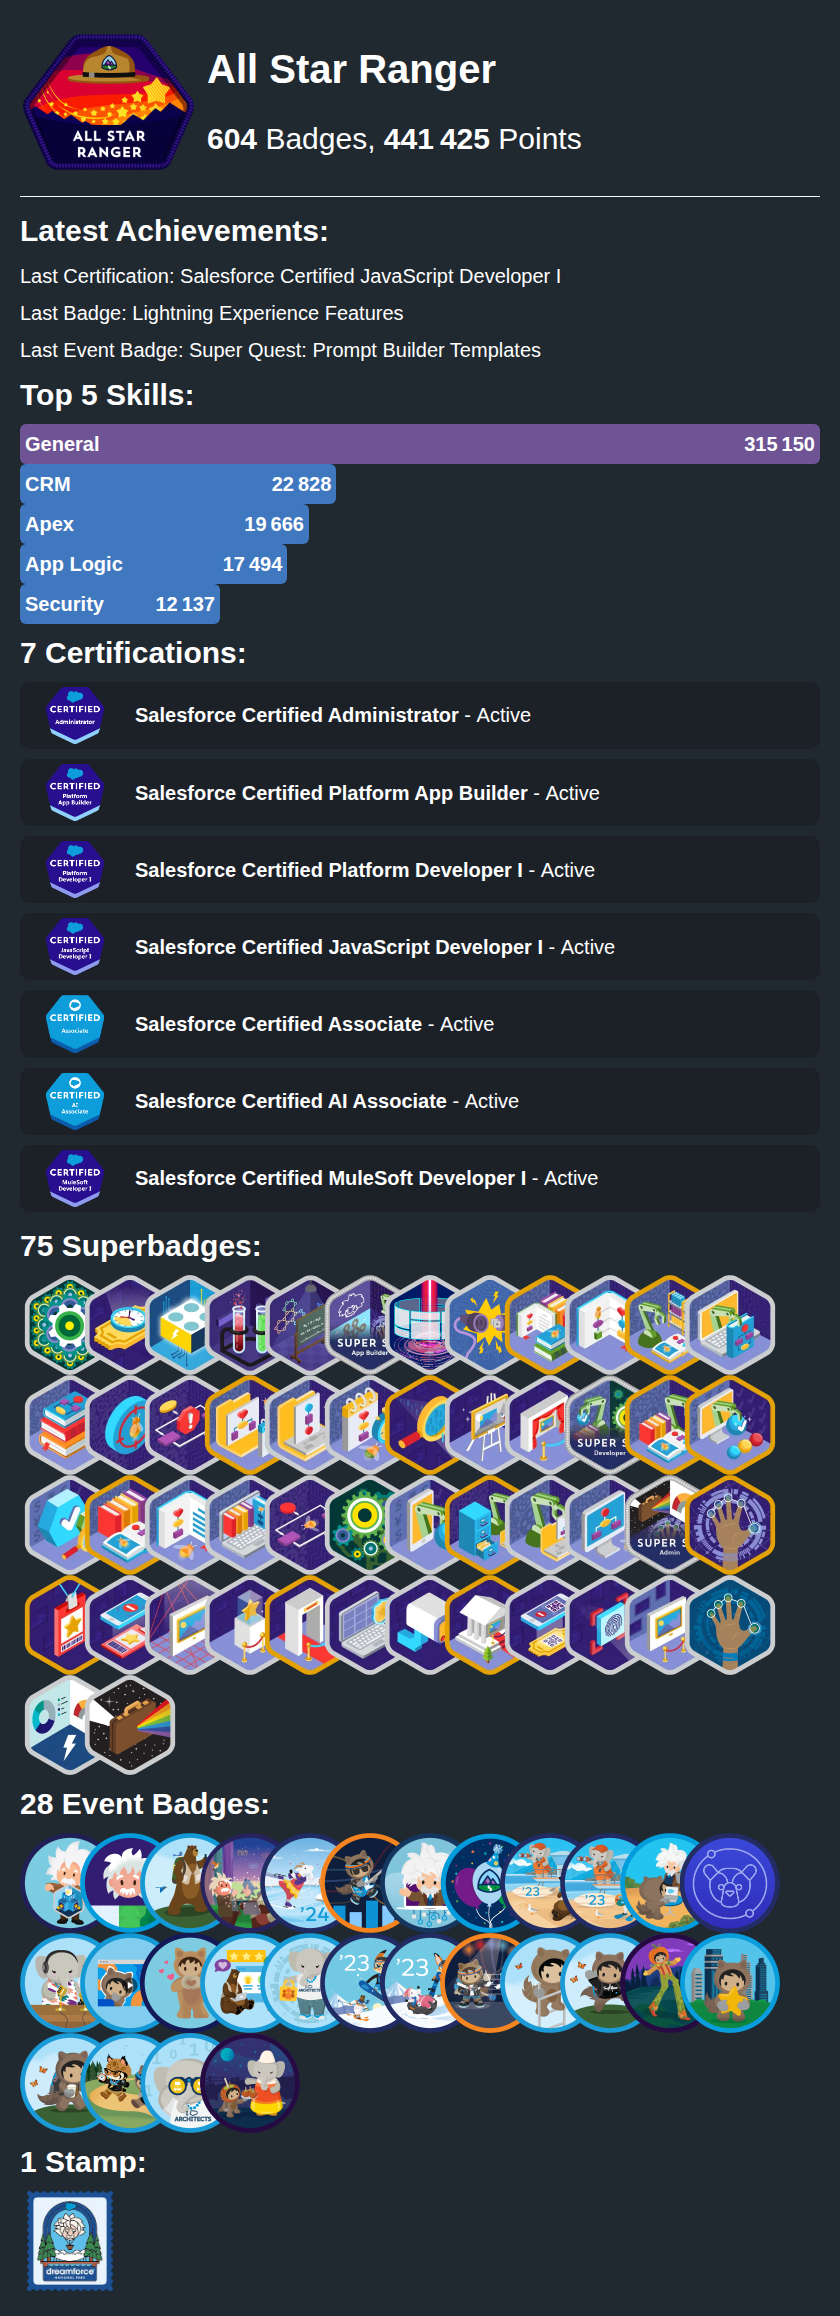 ALL STAR
RANGER
All Star Ranger
604 Badges, 441 425 Points
Latest Achievements:
Last Certification: Salesforce Certified JavaScript Developer I
Last Badge: Lightning Experience Features
Last Event Badge: Super Quest: Prompt Builder Templates
Top 5 Skills:
General 315 150
CRM 22 828
Apex 19 666
App Logic 17 494
Security 12 137
7 Certifications:
CERTIFIED
Administrator
Salesforce Certified Administrator - Active
CERTIFIED
Platform
App Builder
Salesforce Certified Platform App Builder - Active
CERTIFIED
Platform
Developer I
Salesforce Certified Platform Developer I - Active
CERTIFIED
JavaScript
Developer I
Salesforce Certified JavaScript Developer I - Active
CERTIFIED
Associate
Salesforce Certified Associate - Active
CERTIFIED
AI
Associate
Salesforce Certified AI Associate - Active
CERTIFIED
MuleSoft
Developer I
Salesforce Certified MuleSoft Developer I - Active
75 Superbadges:
SUPER S
App Builder
SUPER S
Developer
SUPER S
Admin
28 Event Badges:
'24
'23
'23
'23
'23
ARCHITECTS
1 Stamp:
dreamforce
NATIONAL PARK